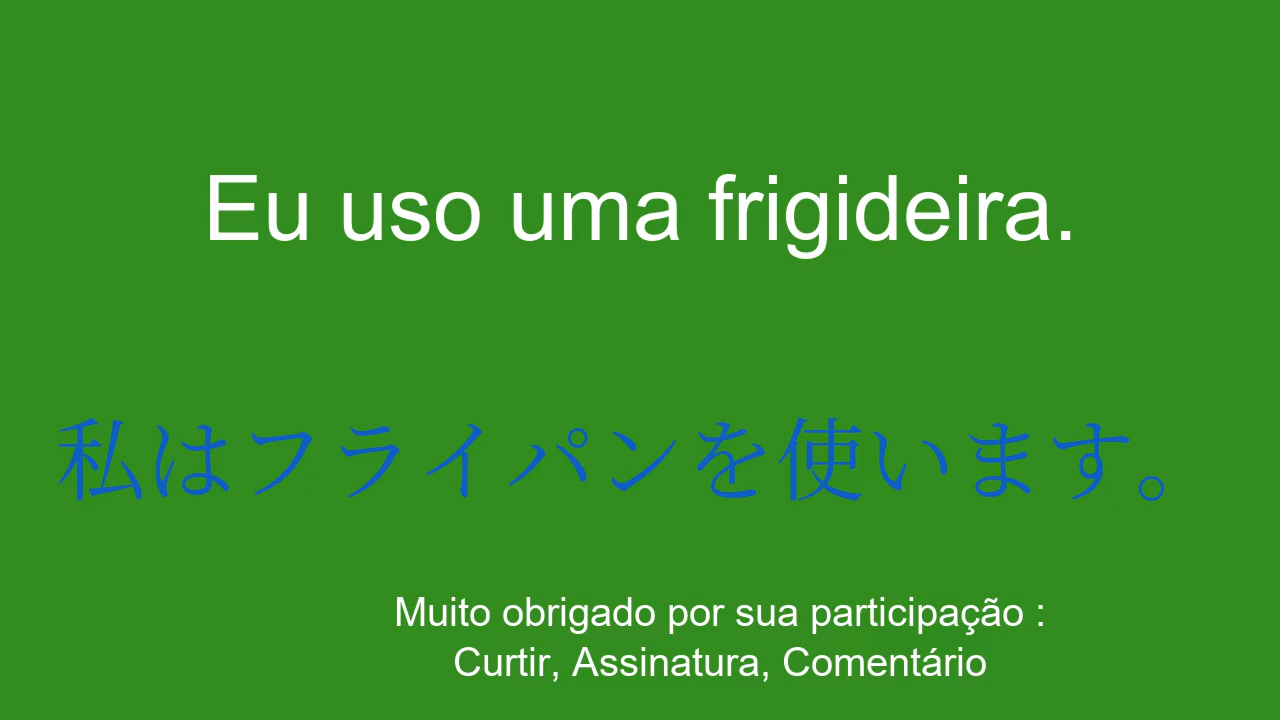 Eu uso uma frigideira.
私はフライパンを使います。
Muito obrigado por sua participação :
Curtir, Assinatura, Comentário